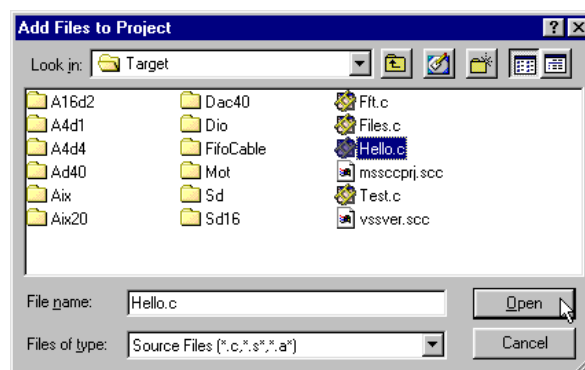 Add Files to Project
Look in: Target
A16d2 Dac40 Fft.c
A4d1 Dio Files.c
A4d4 FifoCable Hello.c
Ad40 Mot mssccprj.scc
Aix Sd Test.c
Aix20 Sd16 vssver.scc
File name: Hello.c Open
Files of type: Source Files (*.c,*.s*,*.a*) Cancel